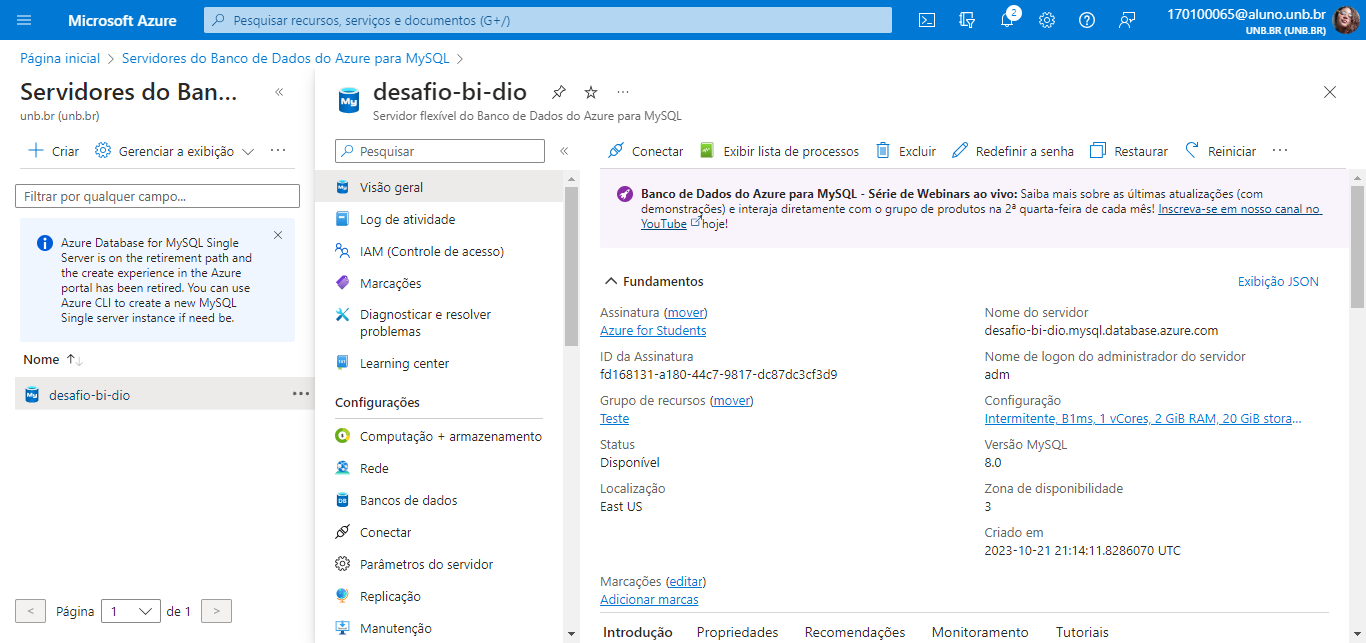 Microsoft Azure
Pesquisar recursos, serviços e documentos (G+/)
2
170100065@aluno.unb.br
UNB.BR (UNB.BR)
Página inicial > Servidores do Banco de Dados do Azure para MySQL >
Servidores do Ban...
unb.br (unb.br)
Criar
Gerenciar a exibição
Filtrar por qualquer campo...
Azure Database for MySQL Single
Server is on the retirement path and
the create experience in the Azure
portal has been retired. You can use
Azure CLI to create a new MySQL
Single server instance if need be.
Nome
desafio-bi-dio
< Página 1 de 1 >
desafio-bi-dio
Servidor flexível do Banco de Dados do Azure para MySQL
Pesquisar
Visão geral
Log de atividade
IAM (Controle de acesso)
Marcações
Diagnosticar e resolver
problemas
Learning center
Configurações
Computação + armazenamento
Rede
Bancos de dados
Conectar
Parâmetros do servidor
Replicação
Manutenção
Conectar
Exibir lista de processos
Excluir
Redefinir a senha
Restaurar
Reiniciar
Banco de Dados do Azure para MySQL - Série de Webinars ao vivo: Saiba mais sobre as últimas atualizações (com
demonstrações) e interaja diretamente com o grupo de produtos na 2ª quarta-feira de cada mês! Inscreva-se em nosso canal no
YouTube hoje!
Fundamentos
Exibição JSON
Assinatura (mover)
Azure for Students
ID da Assinatura
fd168131-a180-44c7-9817-dc87dc3cf3d9
Grupo de recursos (mover)
Teste
Status
Disponível
Localização
East US
Nome do servidor
desafio-bi-dio.mysql.database.azure.com
Nome de logon do administrador do servidor
adm
Configuração
Intermitente, B1ms, 1 vCores, 2 GiB RAM, 20 GiB stora...
Versão MySQL
8.0
Zona de disponibilidade
3
Criado em
2023-10-21 21:14:11.8286070 UTC
Marcações (editar)
Adicionar marcas
Introdução
Propriedades
Recomendações
Monitoramento
Tutoriais